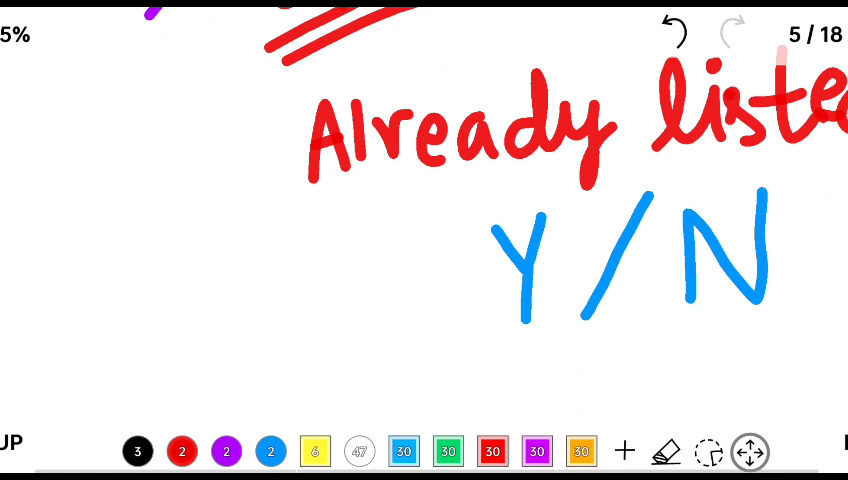 5%
5 / 18
Already liste
Y / N
UP
3 2 2 2 6 47 30 30 30 30 30